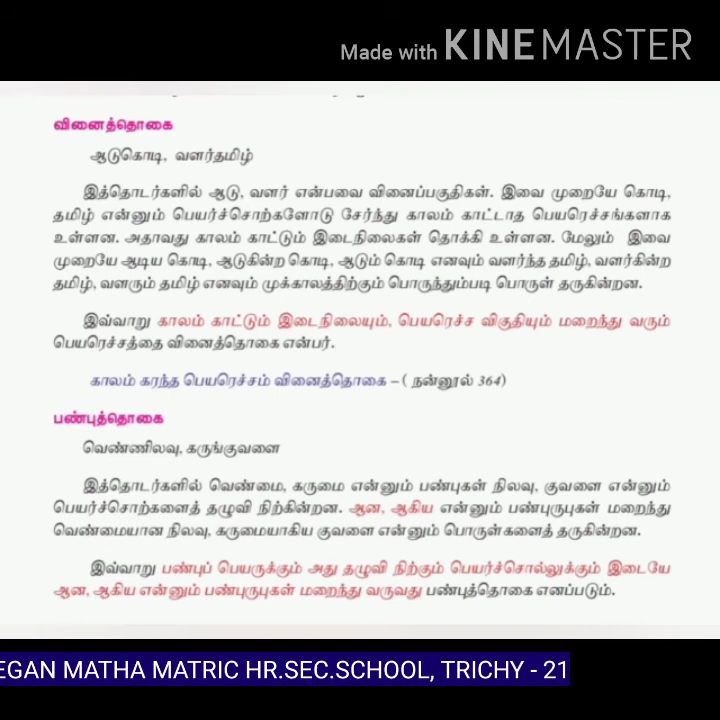 Made with KINEMASTER
வினைத்தொகை
ஆடுகொடி, வளர்தமிழ்
இத்தொடர்களில் ஆடு, வளர் என்பவை வினைப்பகுதிகள். இவை முறையே கொடி,
தமிழ் என்னும் பெயர்ச்சொற்களோடு சேர்ந்து காலம் காட்டாத பெயரெச்சங்களாக
உள்ளன. அதாவது காலம் காட்டும் இடைநிலைகள் தொக்கி உள்ளன. மேலும் இவை
முறையே ஆடிய கொடி, ஆடுகின்ற கொடி, ஆடும் கொடி எனவும் வளர்ந்த தமிழ், வளர்கின்ற
தமிழ், வளரும் தமிழ் எனவும் முக்காலத்திற்கும் பொருந்தும்படி பொருள் தருகின்றன.
இவ்வாறு காலம் காட்டும் இடைநிலையும், பெயரெச்ச விகுதியும் மறைந்து வரும்
பெயரெச்சத்தை வினைத்தொகை என்பர்.
காலம் கரந்த பெயரெச்சம் வினைத்தொகை – ( நன்னூல் 364)
பண்புத்தொகை
வெண்ணிலவு, கருங்குவளை
இத்தொடர்களில் வெண்மை, கருமை என்னும் பண்புகள் நிலவு, குவளை என்னும்
பெயர்ச்சொற்களைத் தழுவி நிற்கின்றன. ஆன, ஆகிய என்னும் பண்புருபுகள் மறைந்து
வெண்மையான நிலவு, கருமையாகிய குவளை என்னும் பொருள்களைத் தருகின்றன.
இவ்வாறு பண்புப் பெயருக்கும் அது தழுவி நிற்கும் பெயர்ச்சொல்லுக்கும் இடையே
ஆன, ஆகிய என்னும் பண்புருபுகள் மறைந்து வருவது பண்புத்தொகை எனப்படும்.
EGAN MATHA MATRIC HR.SEC.SCHOOL, TRICHY - 21